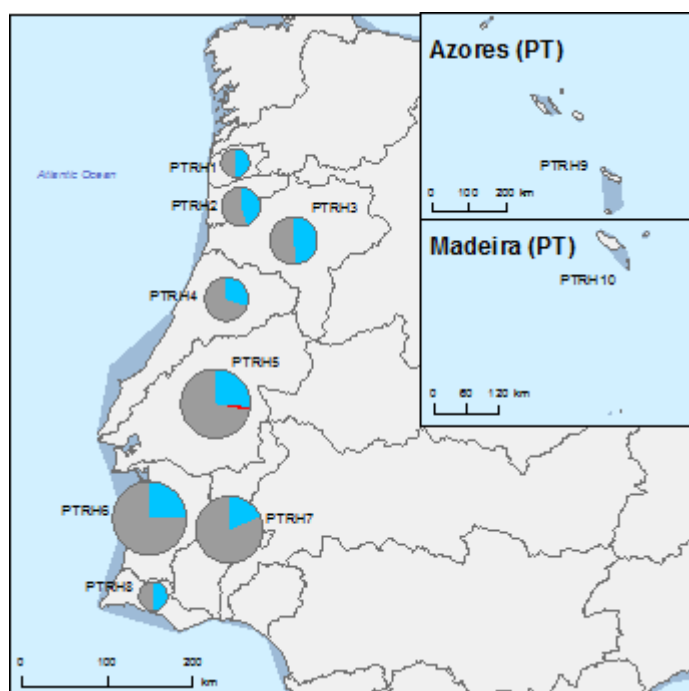 Azores (PT)
PTRH9
0 100 200 km
Madeira (PT)
PTRH10
0 60 120 km
Atlantic Ocean
PTRH1
PTRH2
PTRH3
PTRH4
PTRH5
PTRH6
PTRH7
PTRH8
0 100 200
km